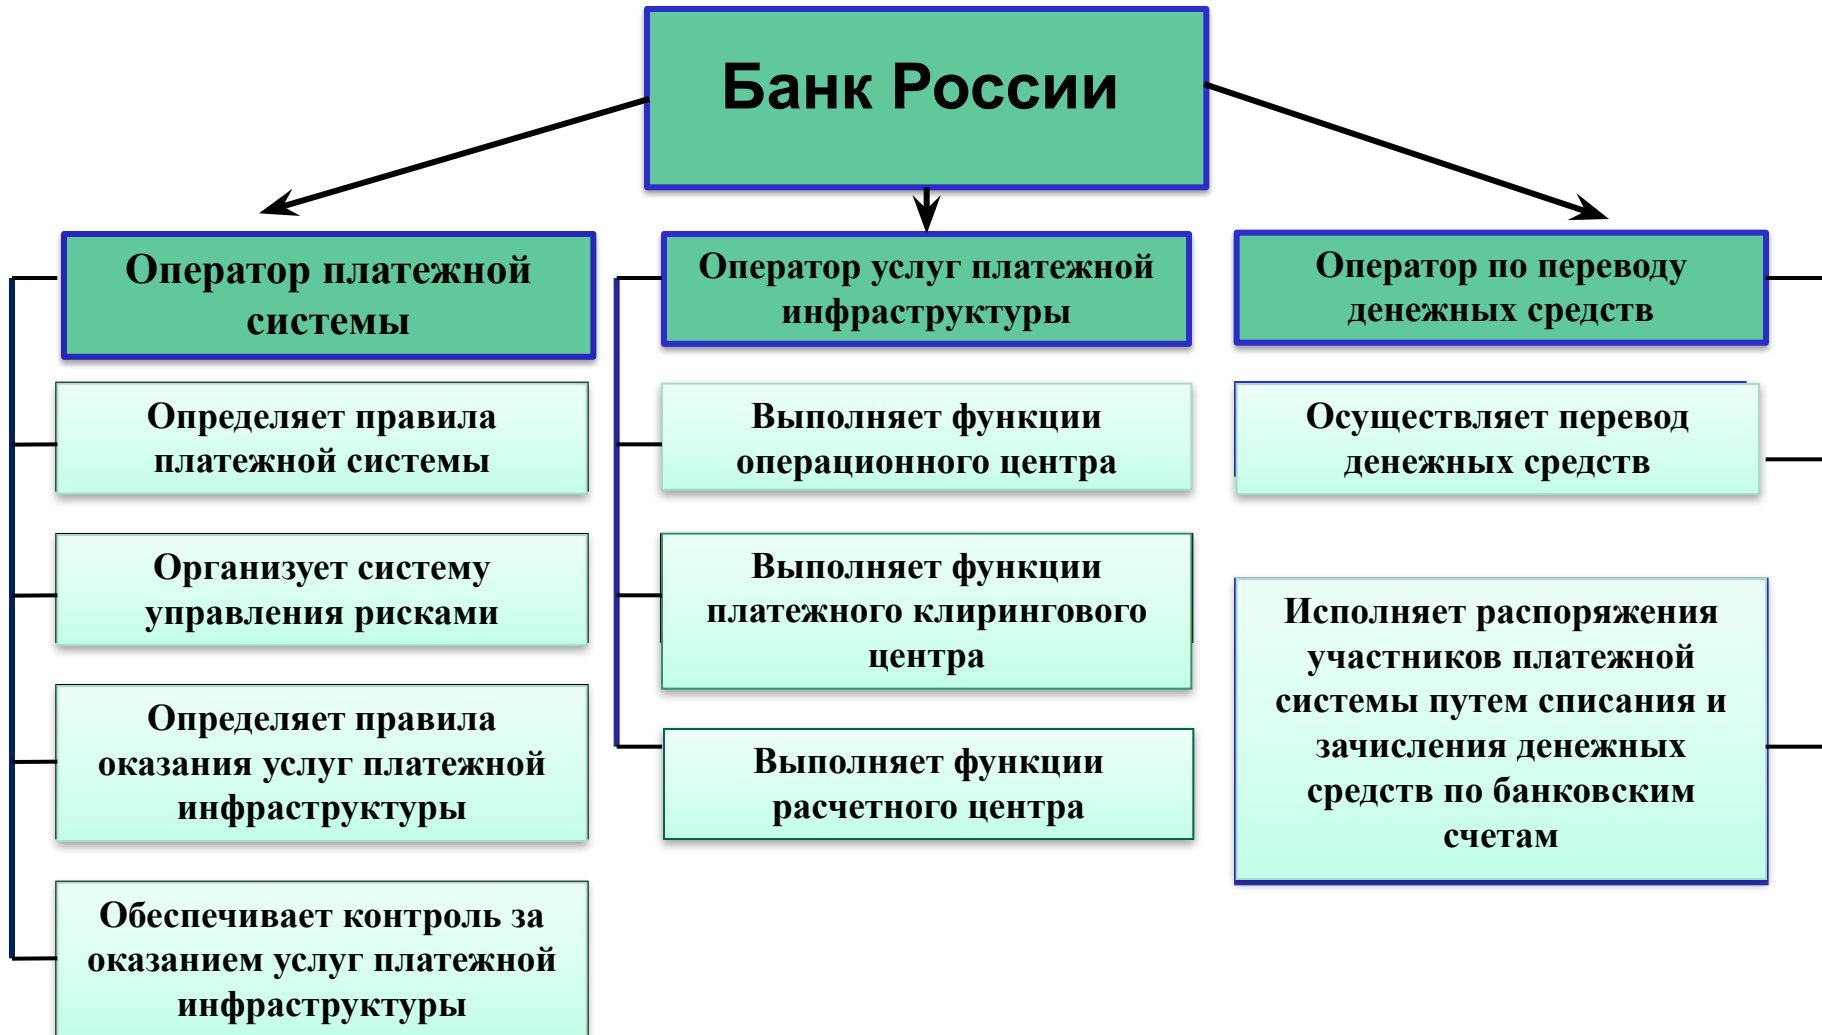 Банк России
Оператор платежной
системы
Определяет правила
платежной системы
Организует систему
управления рисками
Определяет правила
оказания услуг платежной
инфраструктуры
Обеспечивает контроль за
оказанием услуг платежной
инфраструктуры
Оператор услуг платежной
инфраструктуры
Выполняет функции
операционного центра
Выполняет функции
платежного клирингового
центра
Выполняет функции
расчетного центра
Оператор по переводу
денежных средств
Осуществляет перевод
денежных средств
Исполняет распоряжения
участников платежной
системы путем списания и
зачисления денежных
средств по банковским
счетам